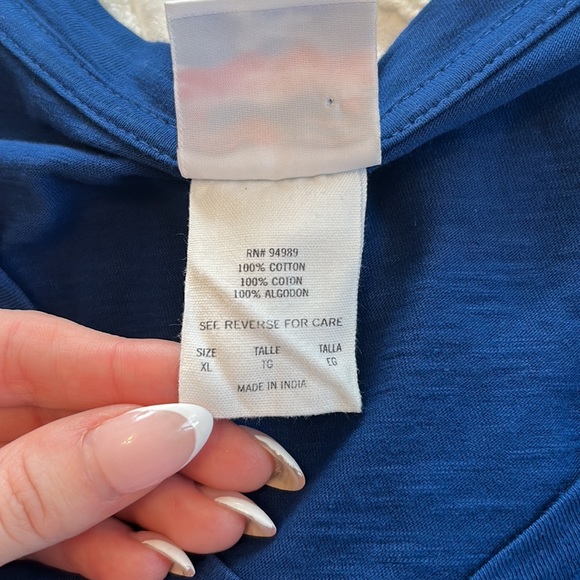 RN# 94989
100% COTTON
100% COTON
100% ALGODON
SEE REVERSE FOR CARE
SIZE TALLE TALLA
XL TG EG
MADE IN INDIA